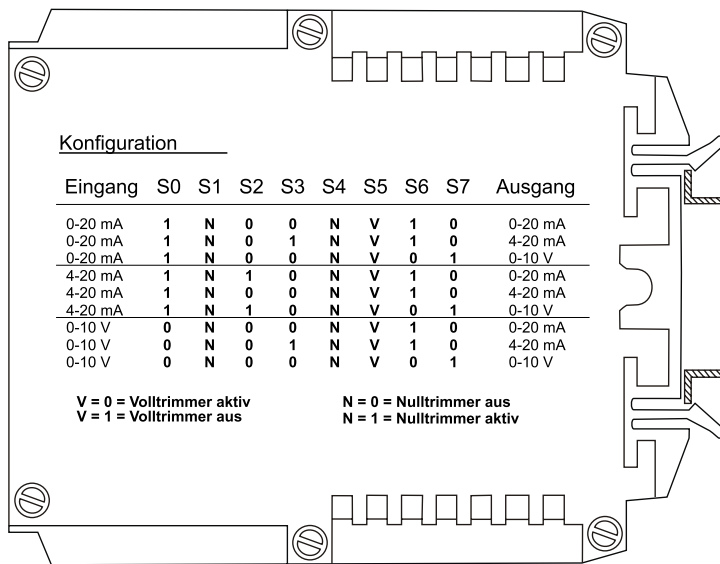 Konfiguration
Eingang S0 S1 S2 S3 S4 S5 S6 S7 Ausgang
0-20 mA 1 N 0 0 N V 1 0 0-20 mA
0-20 mA 1 N 0 1 N V 1 0 4-20 mA
0-20 mA 1 N 0 0 N V 0 1 0-10 V
4-20 mA 1 N 1 0 N V 1 0 0-20 mA
4-20 mA 1 N 0 0 N V 1 0 4-20 mA
4-20 mA 1 N 1 0 N V 0 1 0-10 V
0-10 V 0 N 0 0 N V 1 0 0-20 mA
0-10 V 0 N 0 1 N V 1 0 4-20 mA
0-10 V 0 N 0 0 N V 0 1 0-10 V
V = 0 = Volltrimmer aktiv N = 0 = Nulltrimmer aus
V = 1 = Volltrimmer aus N = 1 = Nulltrimmer aktiv